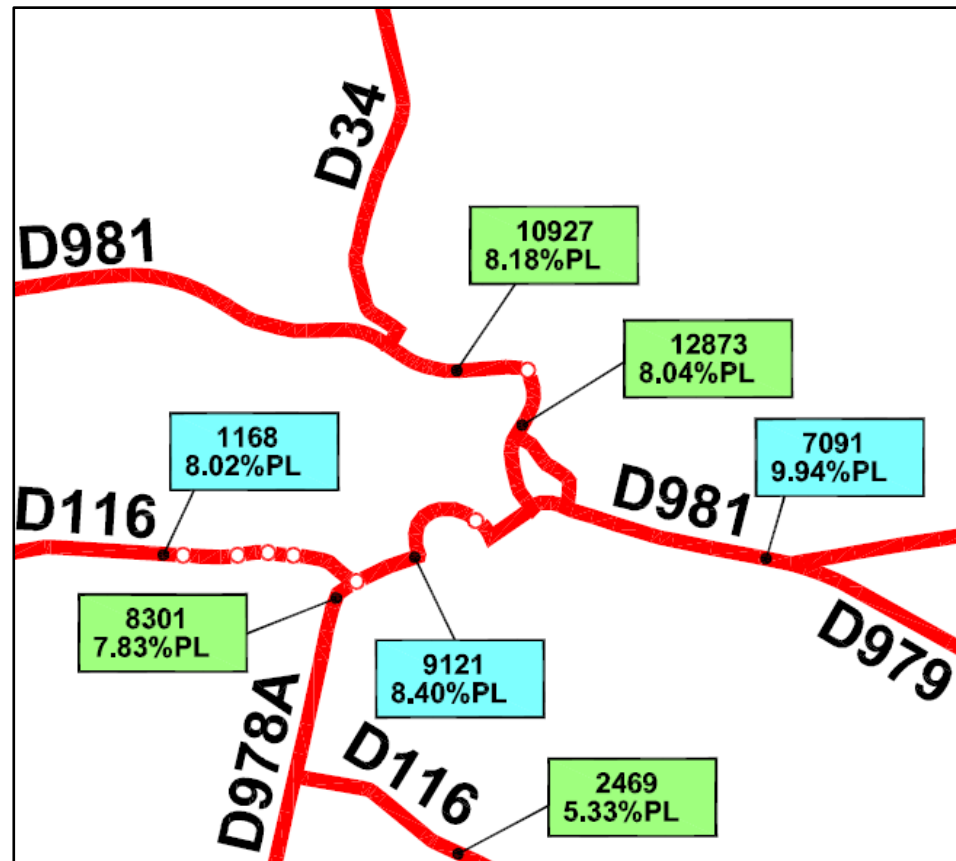 D34
D981
10927
8.18%PL
12873
8.04%PL
1168
8.02%PL
7091
9.94%PL
D116
D981
8301
7.83%PL
9121
8.40%PL
D979
D978A
D116
2469
5.33%PL